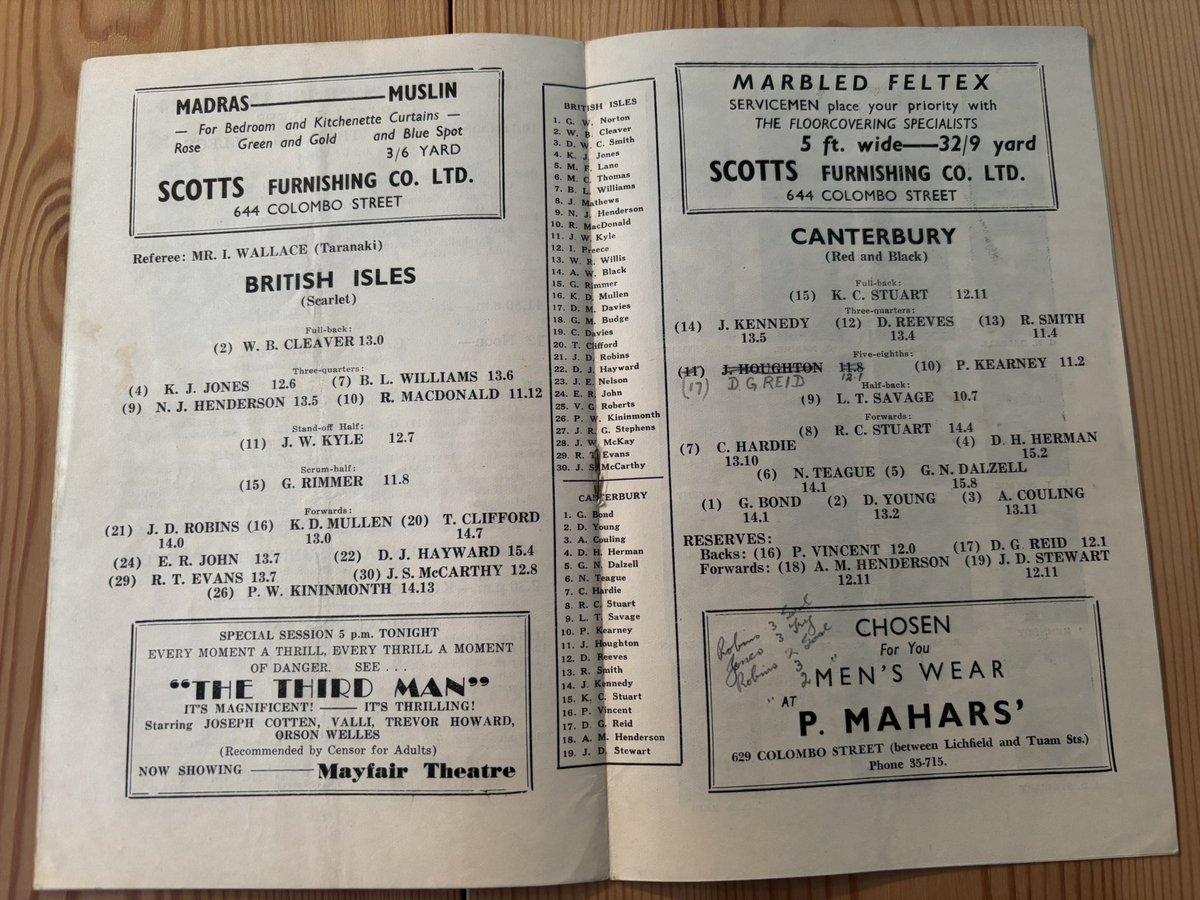 MADRAS——MUSLIN
— For Bedroom and Kitchenette Curtains —
Rose Green and Gold and Blue Spot
3/6 YARD
SCOTTS FURNISHING CO. LTD.
644 COLOMBO STREET
Referee: MR. I. WALLACE (Taranaki)
BRITISH ISLES
(Scarlet)
Full-back:
(2) W. B. CLEAVER 13.0
Three-quarters:
(4) K. J. JONES 12.6 (7) B. L. WILLIAMS 13.6
(9) N. J. HENDERSON 13.5 (10) R. MACDONALD 11.12
Stand-off Half:
(11) J. W. KYLE 12.7
Scrum-half:
(15) G. RIMMER 11.8
Forwards:
(21) J. D. ROBINS (16) K. D. MULLEN (20) T. CLIFFORD
14.0 13.0 14.7
(24) E. R. JOHN 13.7 (22) D. J. HAYWARD 15.4
(29) R. T. EVANS 13.7 (30) J. S. McCARTHY 12.8
(26) P. W. KININMONTH 14.13
SPECIAL SESSION 5 p.m. TONIGHT
EVERY MOMENT A THRILL, EVERY THRILL A MOMENT
OF DANGER. SEE . . .
"THE THIRD MAN"
IT'S MAGNIFICENT! —— IT'S THRILLING!
Starring JOSEPH COTTEN, VALLI, TREVOR HOWARD,
ORSON WELLES
(Recommended by Censor for Adults)
NOW SHOWING —— Mayfair Theatre
BRITISH ISLES
1. G. W. Norton
2. W. B. Cleaver
3. D. W. C. Smith
4. K. J. Jones
5. M. F. Lane
6. M. C. Thomas
7. B. L. Williams
8. J. Mathews
9. N. J. Henderson
10. R. MacDonald
11. J. W. Kyle
12. I. Preece
13. W. R. Willis
14. A. W. Black
15. G. Rimmer
16. K. D. Mullen
17. D. M. Davies
18. G. M. Budge
19. C. Davies
20. T. Clifford
21. J. D. Robins
22. D. J. Hayward
23. J. E. Nelson
24. E. R. John
25. V. G. Roberts
26. P. W. Kininmonth
27. J. R. G. Stephens
28. J. W. McKay
29. R. T. Evans
30. J. S. McCarthy
CANTERBURY
1. G. Bond
2. D. Young
3. A. Couling
4. D. H. Herman
5. G. N. Dalzell
6. N. Teague
7. C. Hardie
8. R. C. Stuart
9. L. T. Savage
10. P. Kearney
11. J. Houghton
12. D. Reeves
13. R. Smith
14. J. Kennedy
15. K. C. Stuart
16. P. Vincent
17. D. G. Reid
18. A. M. Henderson
19. J. D. Stewart
MARBLED FELTEX
SERVICEMEN place your priority with
THE FLOORCOVERING SPECIALISTS
5 ft. wide——32/9 yard
SCOTTS FURNISHING CO. LTD.
644 COLOMBO STREET
CANTERBURY
(Red and Black)
Full-back:
(15) K. C. STUART 12.11
Three-quarters:
(14) J. KENNEDY (12) D. REEVES (13) R. SMITH
13.5 13.4 11.4
Five-eighths:
(11) J. HOUGHTON 11.8 (10) P. KEARNEY 11.2
(17) D. G REID 12.1
Half-back:
(9) L. T. SAVAGE 10.7
Forwards:
(8) R. C. STUART 14.4
(7) C. HARDIE (4) D. H. HERMAN
13.10 15.2
(6) N. TEAGUE (5) G. N. DALZELL
14.1 15.8
(1) G. BOND (2) D. YOUNG (3) A. COULING
14.1 13.2 13.11
RESERVES:
Backs: (16) P. VINCENT 12.0 (17) D. G. REID 12.1
Forwards: (18) A. M. HENDERSON (19) J. D. STEWART
12.11 12.11
Robins 3 Goal
Jones 3 Try
Robins 2 Goal
3
2
CHOSEN
For You
"MEN'S WEAR
"AT
P. MAHARS'
629 COLOMBO STREET (between Lichfield and Tuam Sts.)
Phone 35-715.